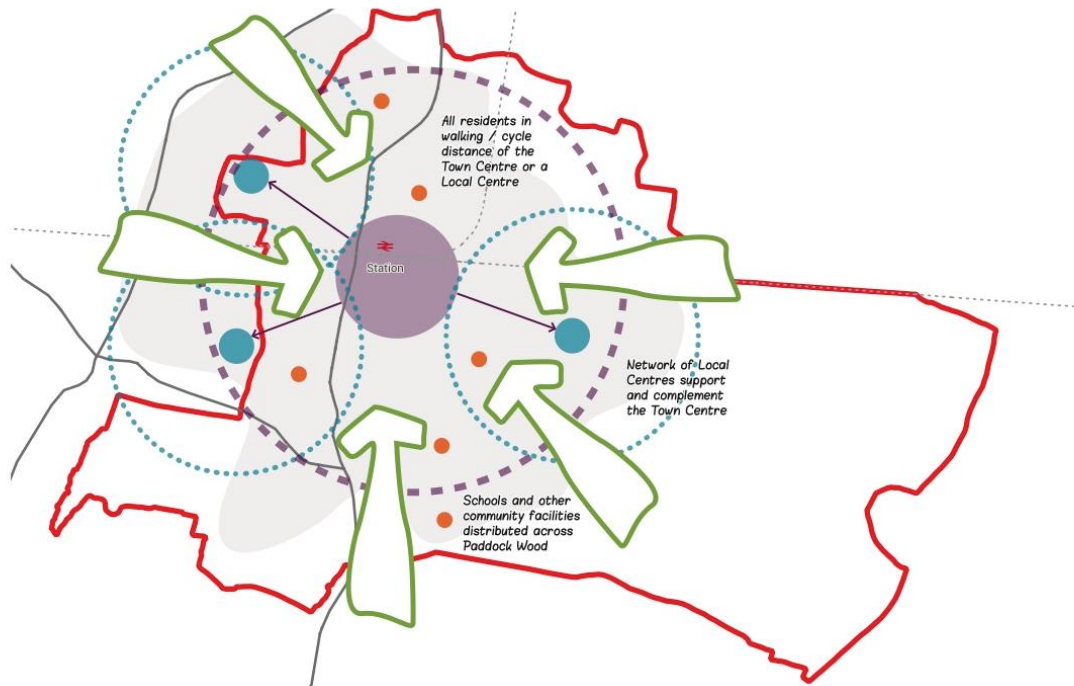 All residents in
walking / cycle
distance of the
Town Centre or a
Local Centre
Station
Network of Local
Centres support
and complement
the Town Centre
Schools and other
community facilities
distributed across
Paddock Wood